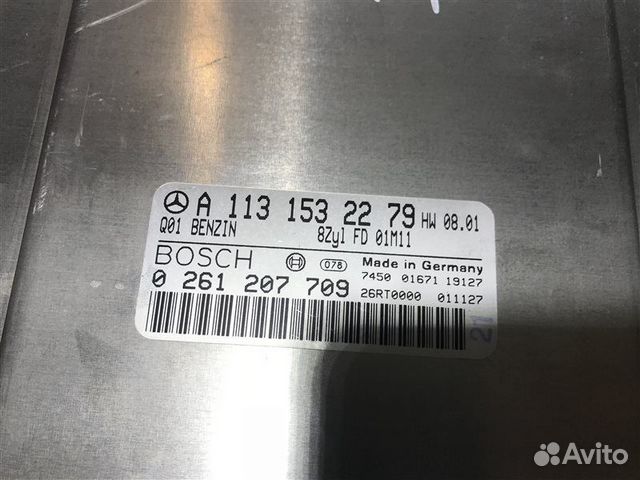 A 113 153 22 79 HW 08.01
Q01 BENZIN 8Zyl FD 01M11
BOSCH 078 Made in Germany
7450 01671 19127
0 261 207 709 26RT0000 011127
21
Avito